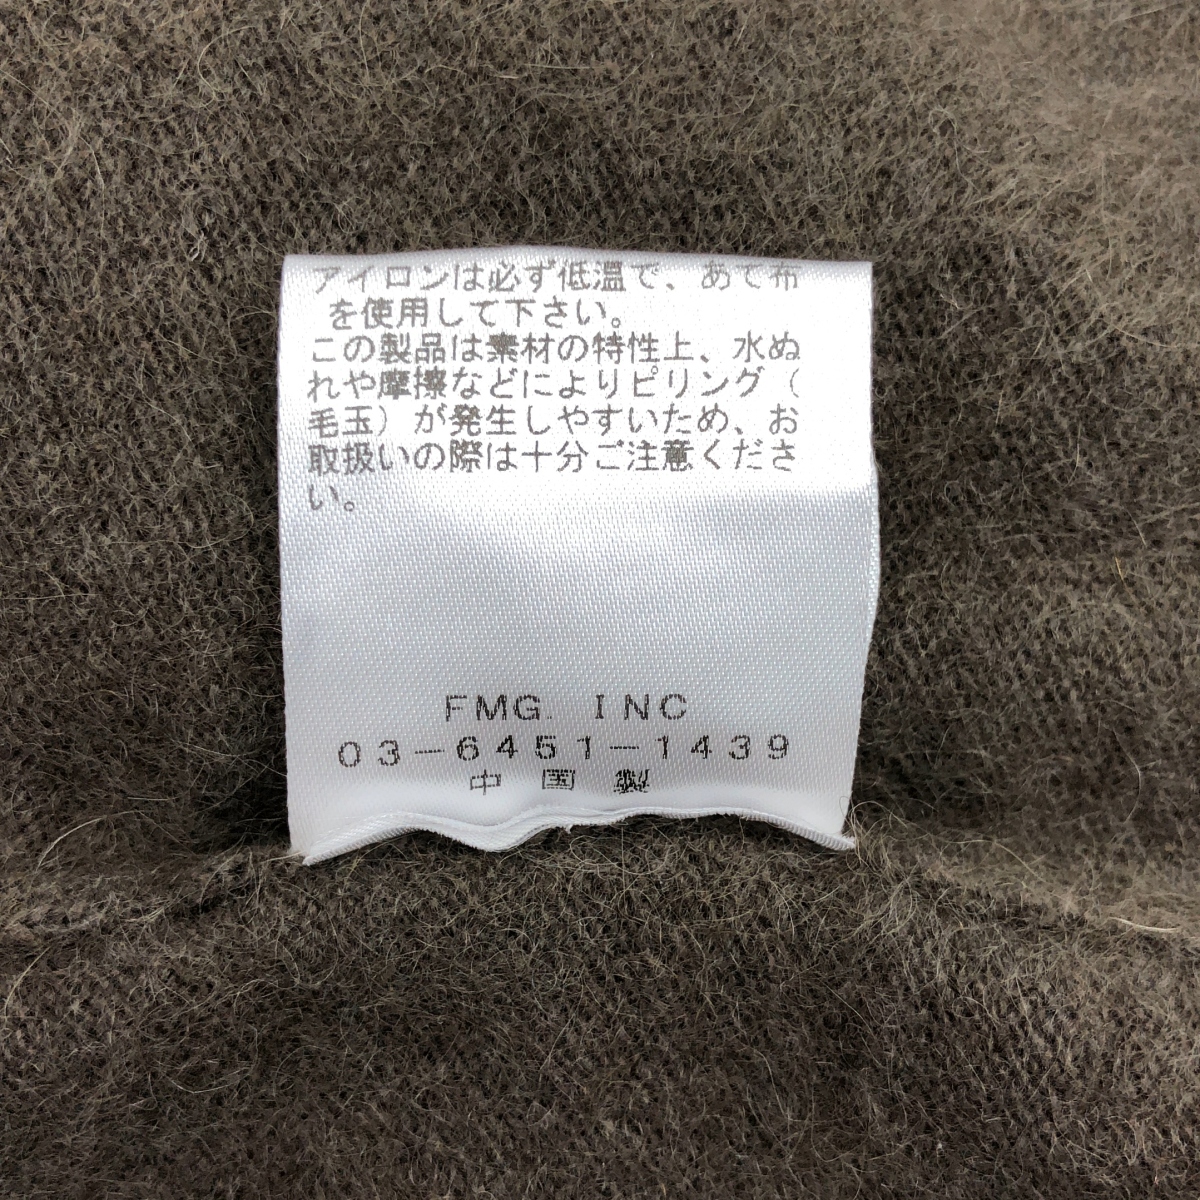 アイロンは必ず低温で、あて布
を使用して下さい。
この製品は素材の特性上、水ぬ
れや摩擦などによりピリング（
毛玉）が発生しやすいため、お
取扱いの際は十分ご注意くださ
い。
FMG. INC
03-6451-1439
中国製